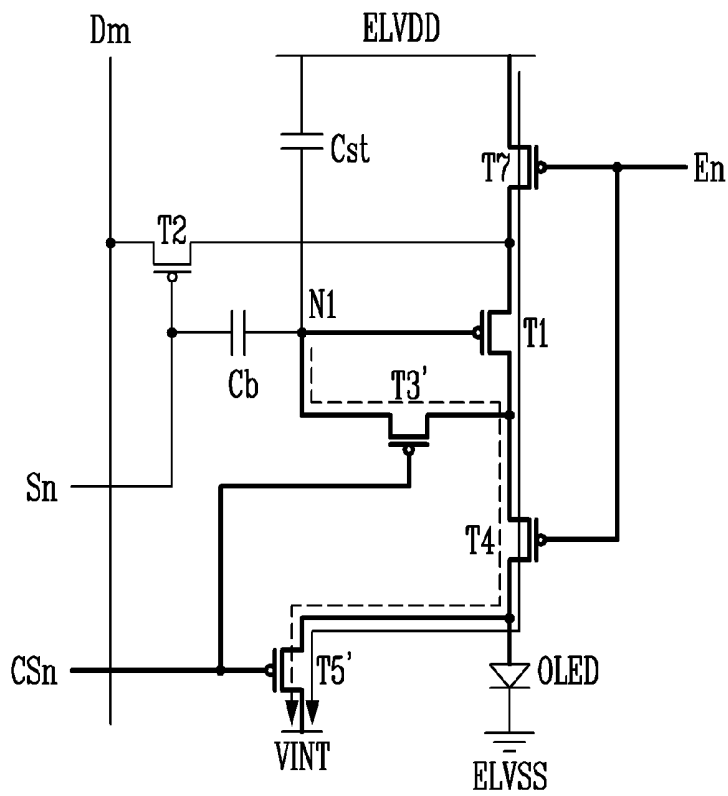 Dm
ELVDD
Cst
T7
En
T2
N1
T1
Cb
T3'
Sn
T4
CSn
T5'
OLED
VINT
ELVSS